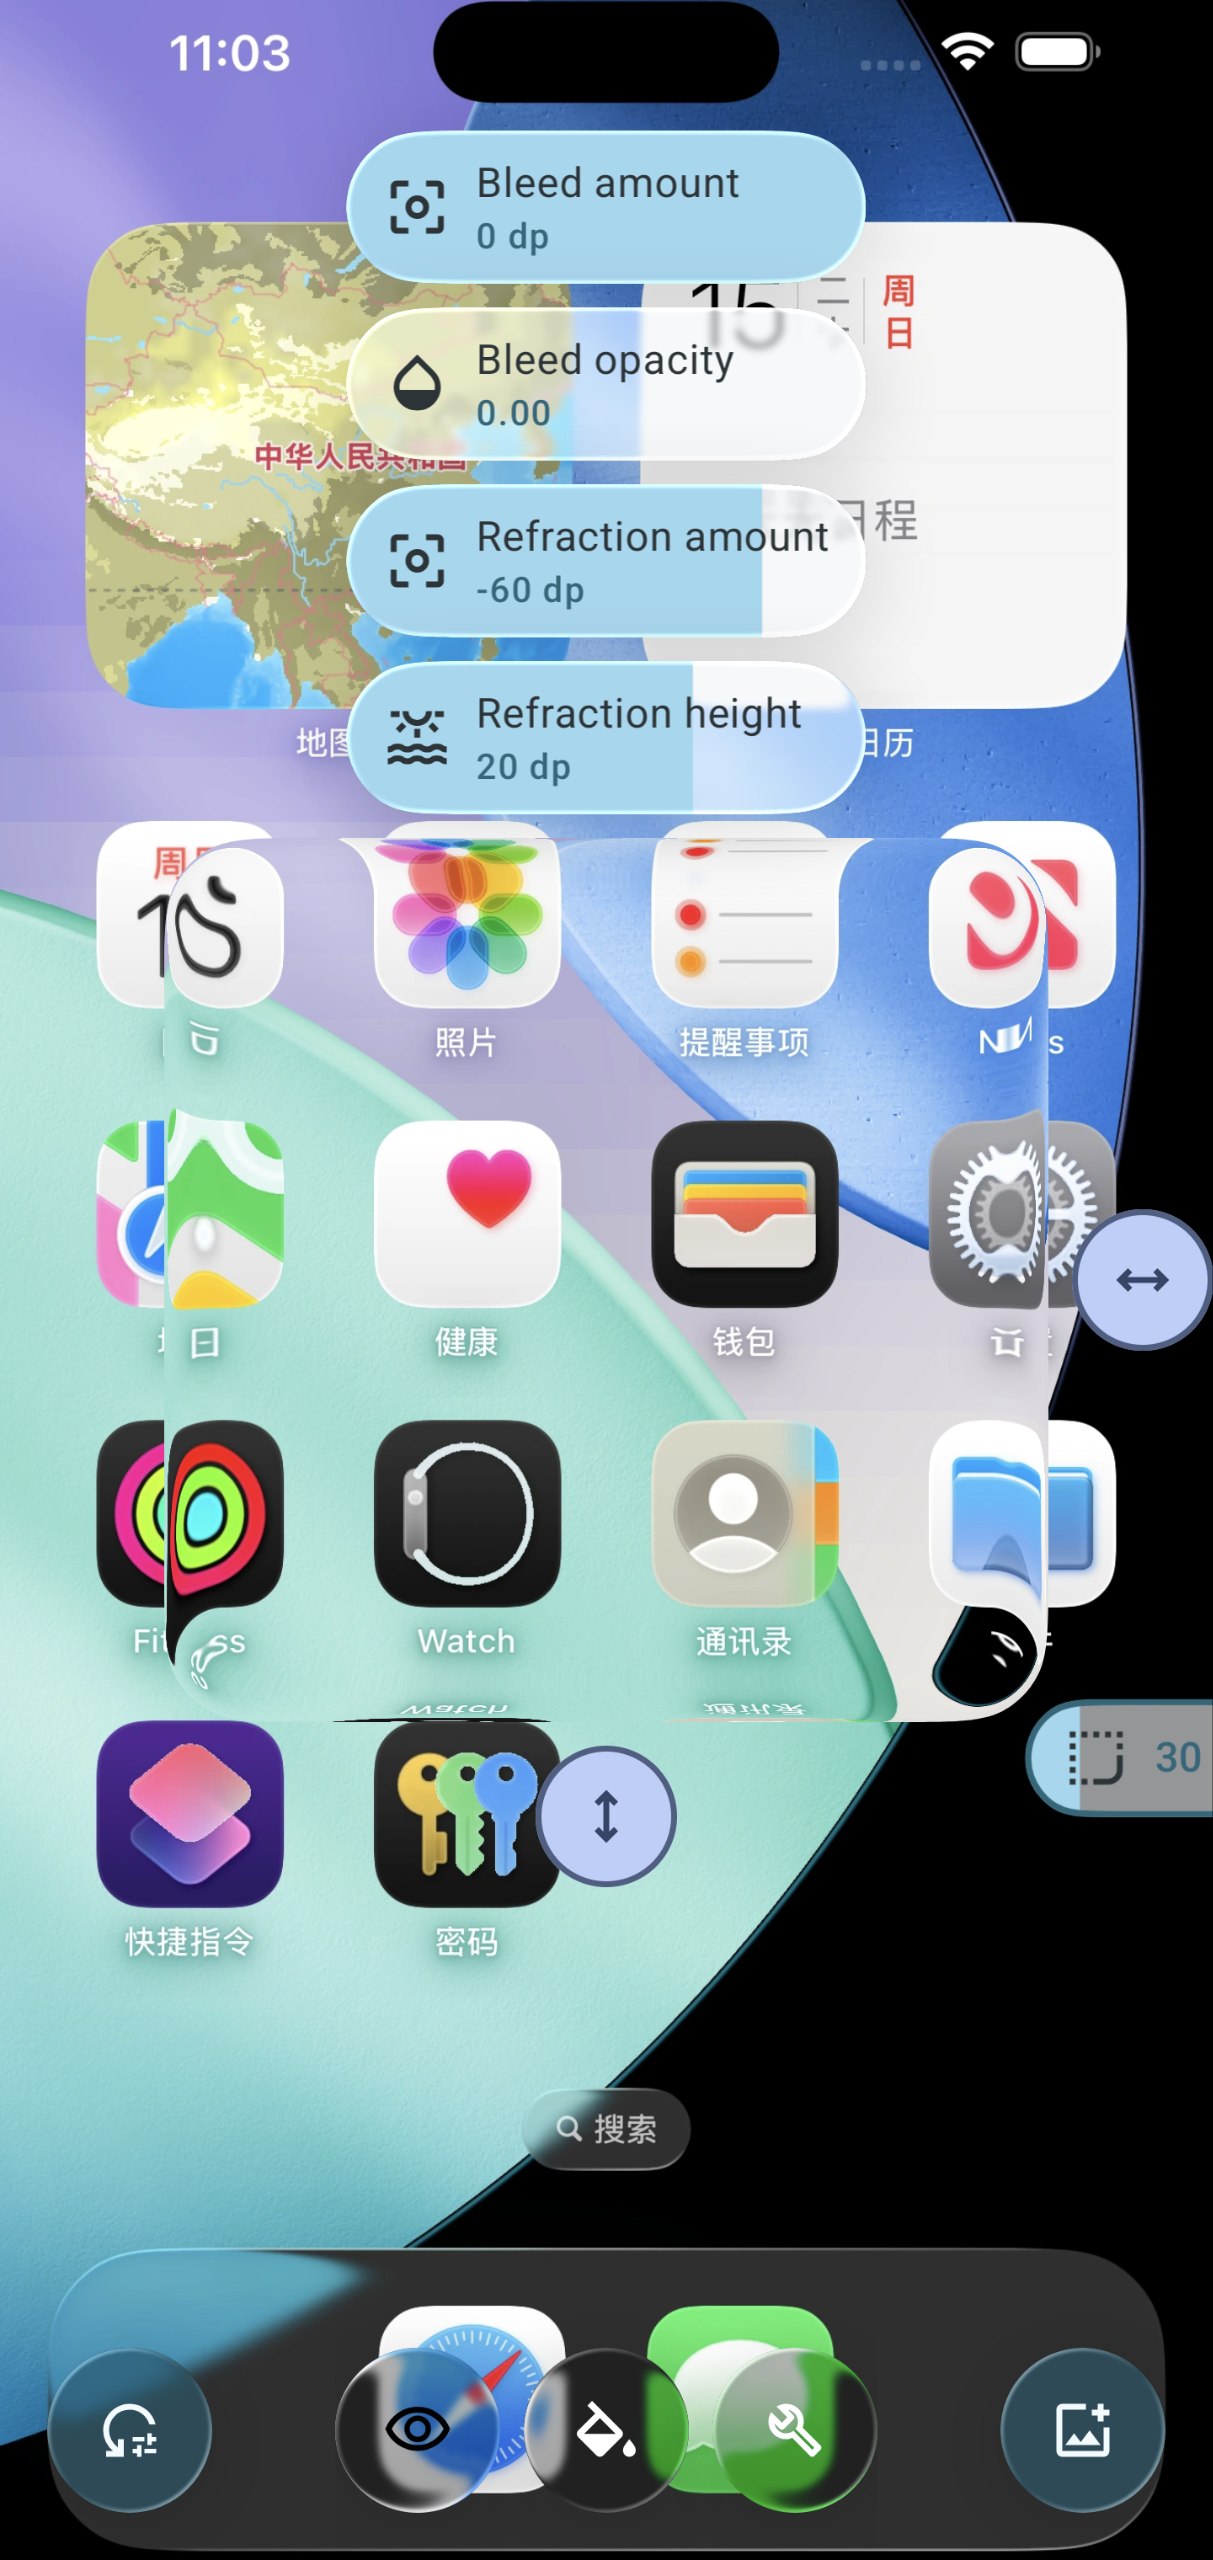 11:03
Bleed amount
0 dp
周
日
15
Bleed opacity
0.00
中华人民共和国
Refraction amount
-60 dp
日程
Refraction height
20 dp
地图
日历
照片
提醒事项
健康
钱包
Watch
通讯录
30
快捷指令
密码
搜索